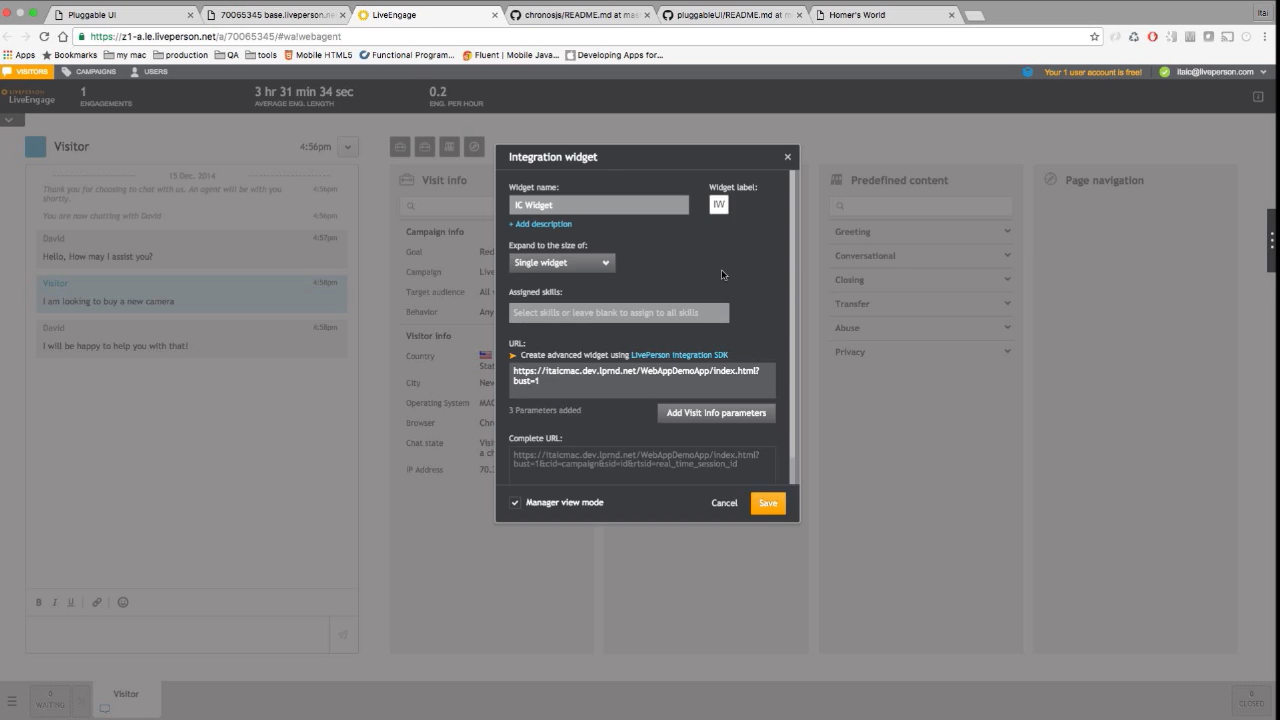 Pluggable UI
70065345 base.liveperson.ne
LiveEngage
chronosjs/README.md at mas
pluggableUI/README.md at m
Homer's World
Itai
https://z1-a.le.liveperson.net/a/70065345/#wa!webagent
Apps
Bookmarks
my mac
production
QA
tools
Mobile HTML5
Functional Program...
Fluent | Mobile Java...
Developing Apps for...
VISITORS
CAMPAIGNS
USERS
Your 1 user account is free!
itaic@liveperson.com
LIVEPERSON
LiveEngage
1
ENGAGEMENTS
3 hr 31 min 34 sec
AVERAGE ENG. LENGTH
0.2
ENG. PER HOUR
Visitor
4:56pm
15 Dec, 2014
Thank you for choosing to chat with us. An agent will be with you
shortly.
4:56pm
You are now chatting with David
4:56pm
David
4:57pm
Hello, How may I assist you?
Visitor
4:58pm
I am looking to buy a new camera
David
4:58pm
I will be happy to help you with that!
B I U
Visit info
Campaign info
Goal
Red
Campaign
Live
Target audience
All
Behavior
Any
Visitor info
Country
Stat
City
New
Operating System
MAC
Browser
Chr
Chat state
Visi
a ch
IP Address
70.
Integration widget
Widget name:
Widget label:
IC Widget
IW
+ Add description
Expand to the size of:
Single widget
Assigned skills:
Select skills or leave blank to assign to all skills
URL:
Create advanced widget using LivePerson Integration SDK
https://itaicmac.dev.lprnd.net/WebAppDemoApp/index.html?
bust=1
3 Parameters added
Add Visit Info parameters
Complete URL:
https://itaicmac.dev.lprnd.net/WebAppDemoApp/index.html?
bust=1&cid=campaign&sid=id&rtsid=real_time_session_id
Manager view mode
Cancel
Save
Predefined content
Greeting
Conversational
Closing
Transfer
Abuse
Privacy
Page navigation
0
WAITING
Visitor
0
CLOSED